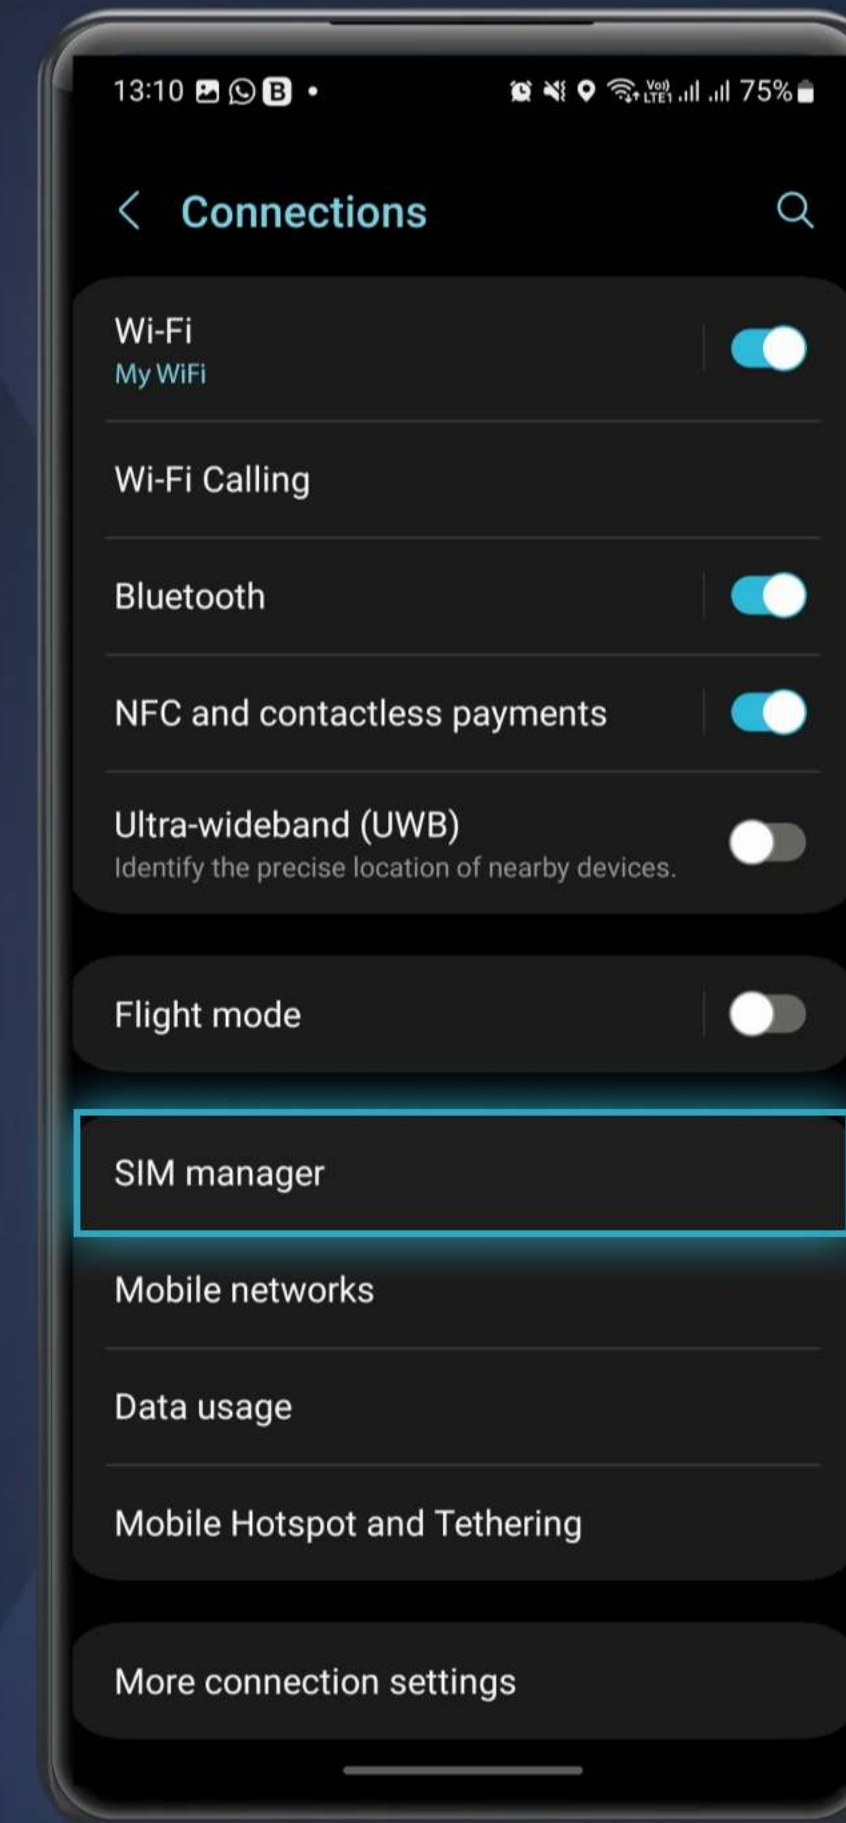 13:10 B
Vo)) LTE1 75%
Connections
Wi-Fi
My WiFi
Wi-Fi Calling
Bluetooth
NFC and contactless payments
Ultra-wideband (UWB)
Identify the precise location of nearby devices.
Flight mode
SIM manager
Mobile networks
Data usage
Mobile Hotspot and Tethering
More connection settings